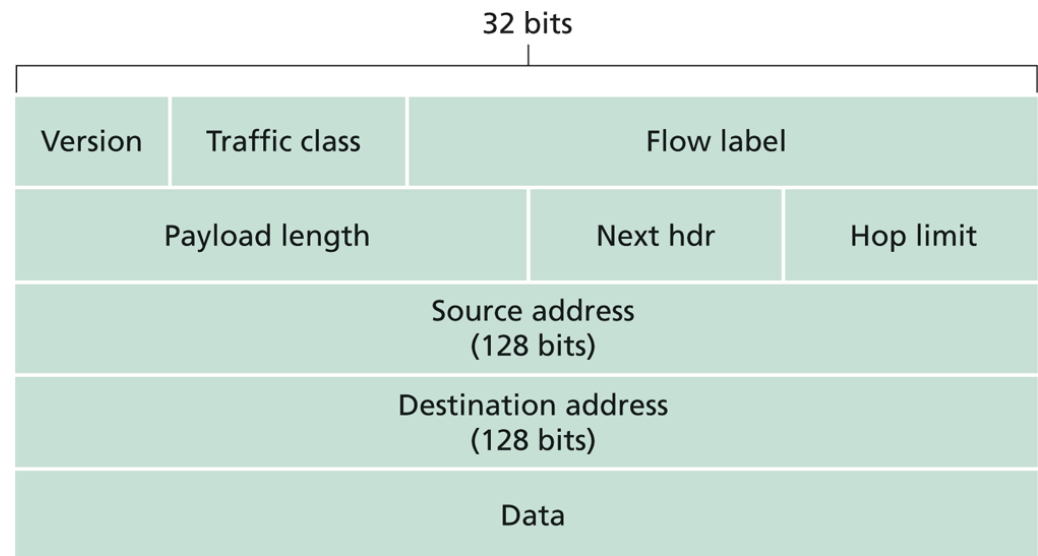 32 bits
Version Traffic class Flow label
Payload length Next hdr Hop limit
Source address
(128 bits)
Destination address
(128 bits)
Data